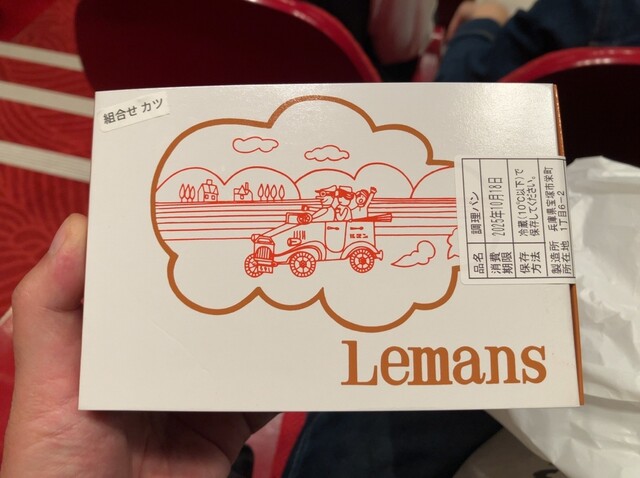 組合せ カツ
品名 調理パン
消費期限 2025年10月18日
保存方法 冷蔵(10℃以下)で保存してください。
製造所所在地 兵庫県宝塚市栄町1丁目6-2
Lemans